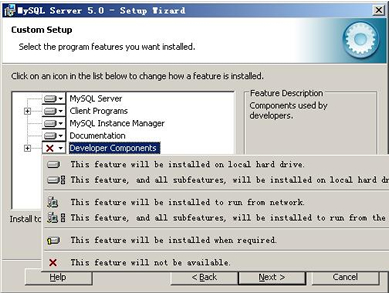 MySQL Server 5.0 - Setup Wizard
Custom Setup
Select the program features you want installed.
Click on an icon in the list below to change how a feature is installed.
MySQL Server
Client Programs
MySQL Instance Manager
Documentation
Developer Components
Feature Description
Components used by
developers.
This feature will be installed on local hard drive.
This feature, and all subfeatures, will be installed on local hard dr
This feature will be installed to run from network.
This feature, and all subfeatures, will be installed to run from the
This feature will be installed when required.
This feature will not be available.
Install to
Help
< Back
Next >
Cancel